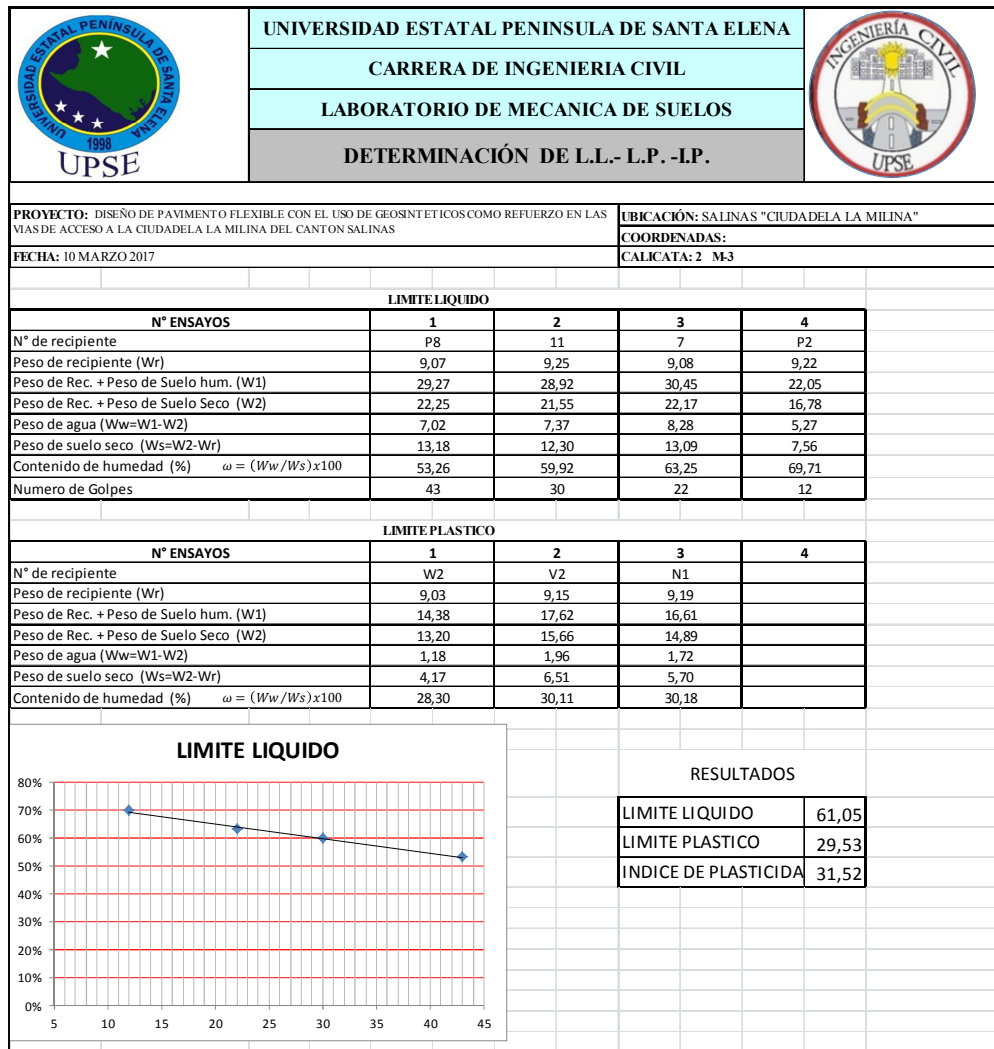 UNIVERSIDAD ESTATAL PENÍNSULA DE SANTA ELENA
1998
UPSE
UNIVERSIDAD ESTATAL PENINSULA DE SANTA ELENA
CARRERA DE INGENIERIA CIVIL
LABORATORIO DE MECANICA DE SUELOS
DETERMINACIÓN DE L.L.- L.P. -I.P.
INGENIERÍA CIVIL
UPSE
PROYECTO: DISEÑO DE PAVIMENTO FLEXIBLE CON EL USO DE GEOSINTETICOS COMO REFUERZO EN LAS
VIAS DE ACCESO A LA CIUDADELA LA MILINA DEL CANTON SALINAS
UBICACIÓN: SALINAS "CIUDADELA LA MILINA"
COORDENADAS:
FECHA: 10 MARZO 2017
CALICATA: 2 M-3
LIMITE LIQUIDO
N° ENSAYOS 1 2 3 4
N° de recipiente P8 11 7 P2
Peso de recipiente (Wr) 9,07 9,25 9,08 9,22
Peso de Rec. + Peso de Suelo hum. (W1) 29,27 28,92 30,45 22,05
Peso de Rec. + Peso de Suelo Seco (W2) 22,25 21,55 22,17 16,78
Peso de agua (Ww=W1-W2) 7,02 7,37 8,28 5,27
Peso de suelo seco (Ws=W2-Wr) 13,18 12,30 13,09 7,56
Contenido de humedad (%) ω = (Ww/Ws)x100 53,26 59,92 63,25 69,71
Numero de Golpes 43 30 22 12
LIMITE PLASTICO
N° ENSAYOS 1 2 3 4
N° de recipiente W2 V2 N1
Peso de recipiente (Wr) 9,03 9,15 9,19
Peso de Rec. + Peso de Suelo hum. (W1) 14,38 17,62 16,61
Peso de Rec. + Peso de Suelo Seco (W2) 13,20 15,66 14,89
Peso de agua (Ww=W1-W2) 1,18 1,96 1,72
Peso de suelo seco (Ws=W2-Wr) 4,17 6,51 5,70
Contenido de humedad (%) ω = (Ww/Ws)x100 28,30 30,11 30,18
LIMITE LIQUIDO
80%
70%
60%
50%
40%
30%
20%
10%
0%
5 10 15 20 25 30 35 40 45
RESULTADOS
LIMITE LIQUIDO 61,05
LIMITE PLASTICO 29,53
INDICE DE PLASTICIDA 31,52